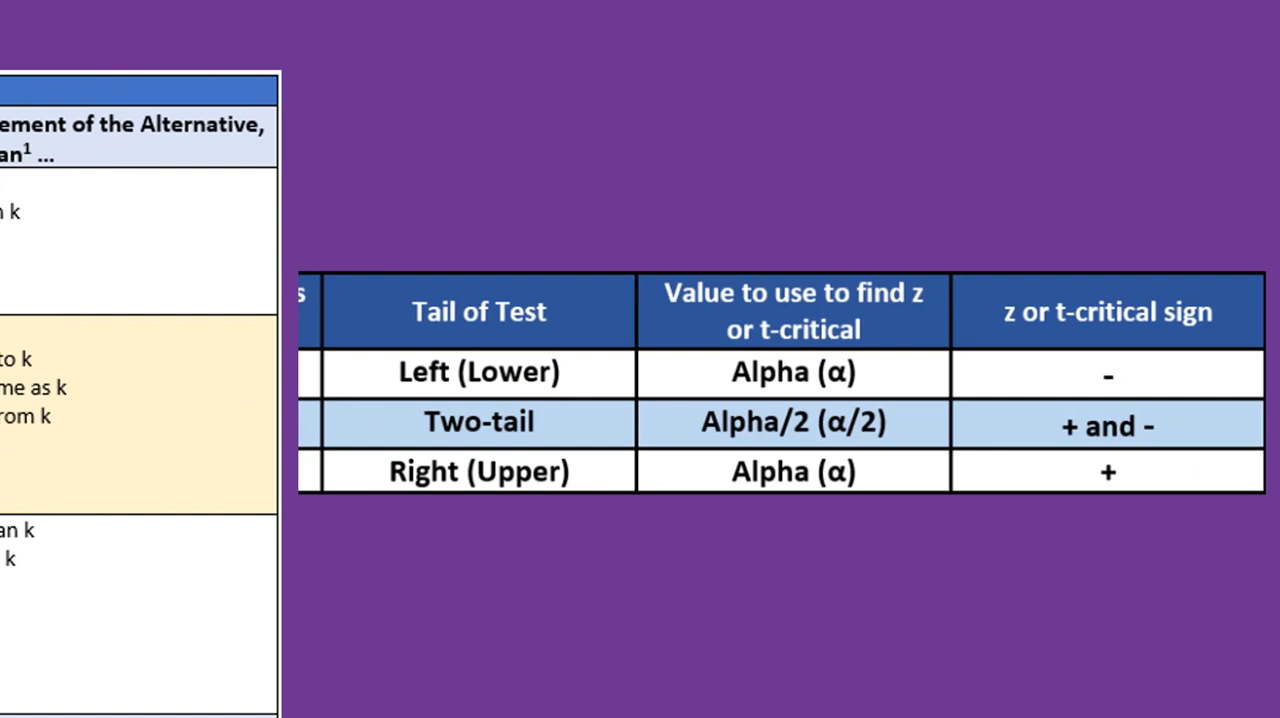 ement of the Alternative,
an¹ ...
n k
to k
me as k
rom k
an k
k
s
Tail of Test
Value to use to find z
or t-critical
z or t-critical sign
Left (Lower)
Alpha (α)
-
Two-tail
Alpha/2 (α/2)
+ and -
Right (Upper)
Alpha (α)
+